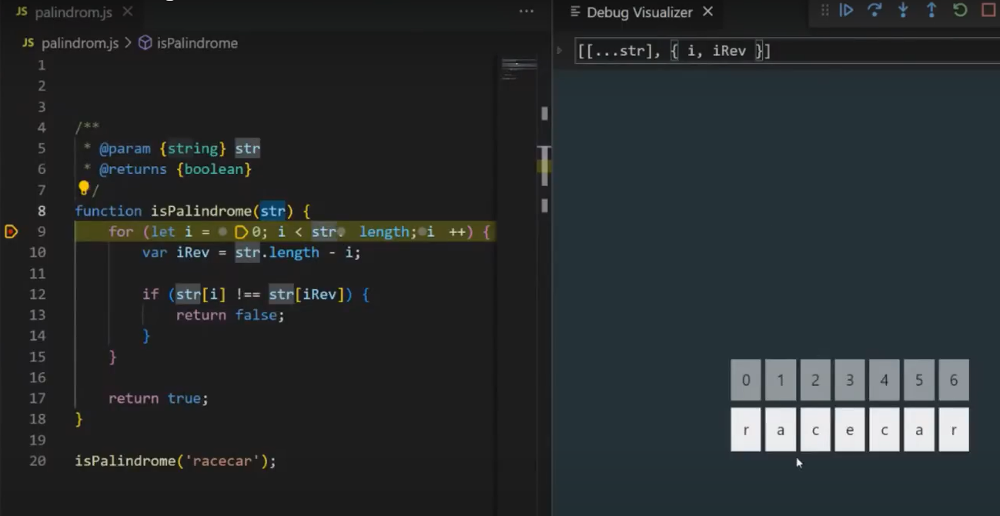 JS palindrom.js
JS palindrom.js > isPalindrome
1
2
3
4 /**
5 * @param {string} str
6 * @returns {boolean}
7 */
8 function isPalindrome(str) {
9 for (let i = 0; i < str. length; i ++) {
10 var iRev = str.length - i;
11
12 if (str[i] !== str[iRev]) {
13 return false;
14 }
15 }
16
17 return true;
18 }
19
20 isPalindrome('racecar');
Debug Visualizer
[[...str], { i, iRev }]
0 1 2 3 4 5 6
r a c e c a r